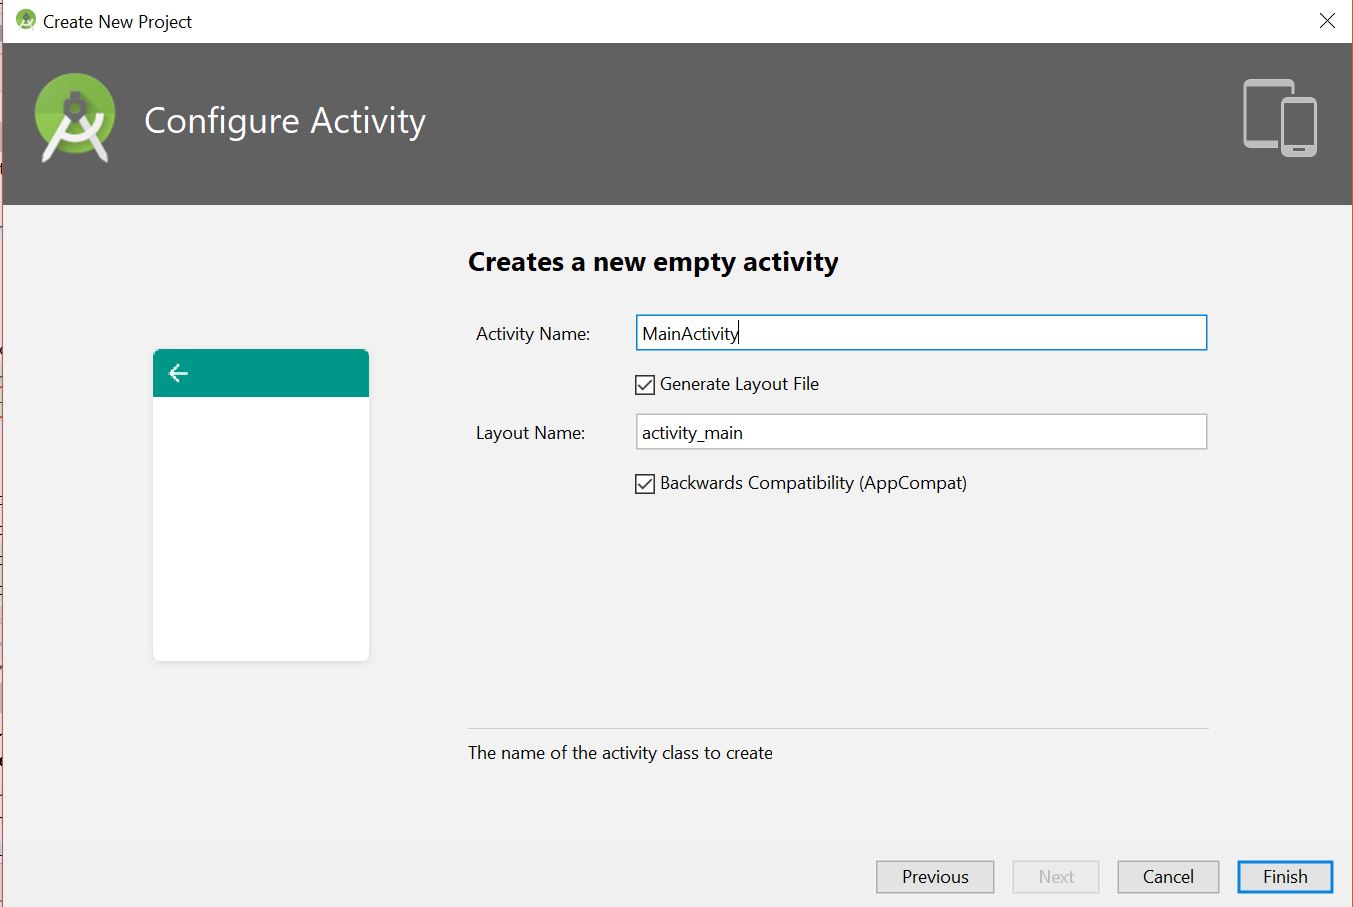 Create New Project
Configure Activity
Creates a new empty activity
Activity Name: MainActivity
Generate Layout File
Layout Name: activity_main
Backwards Compatibility (AppCompat)
The name of the activity class to create
Previous Next Cancel Finish